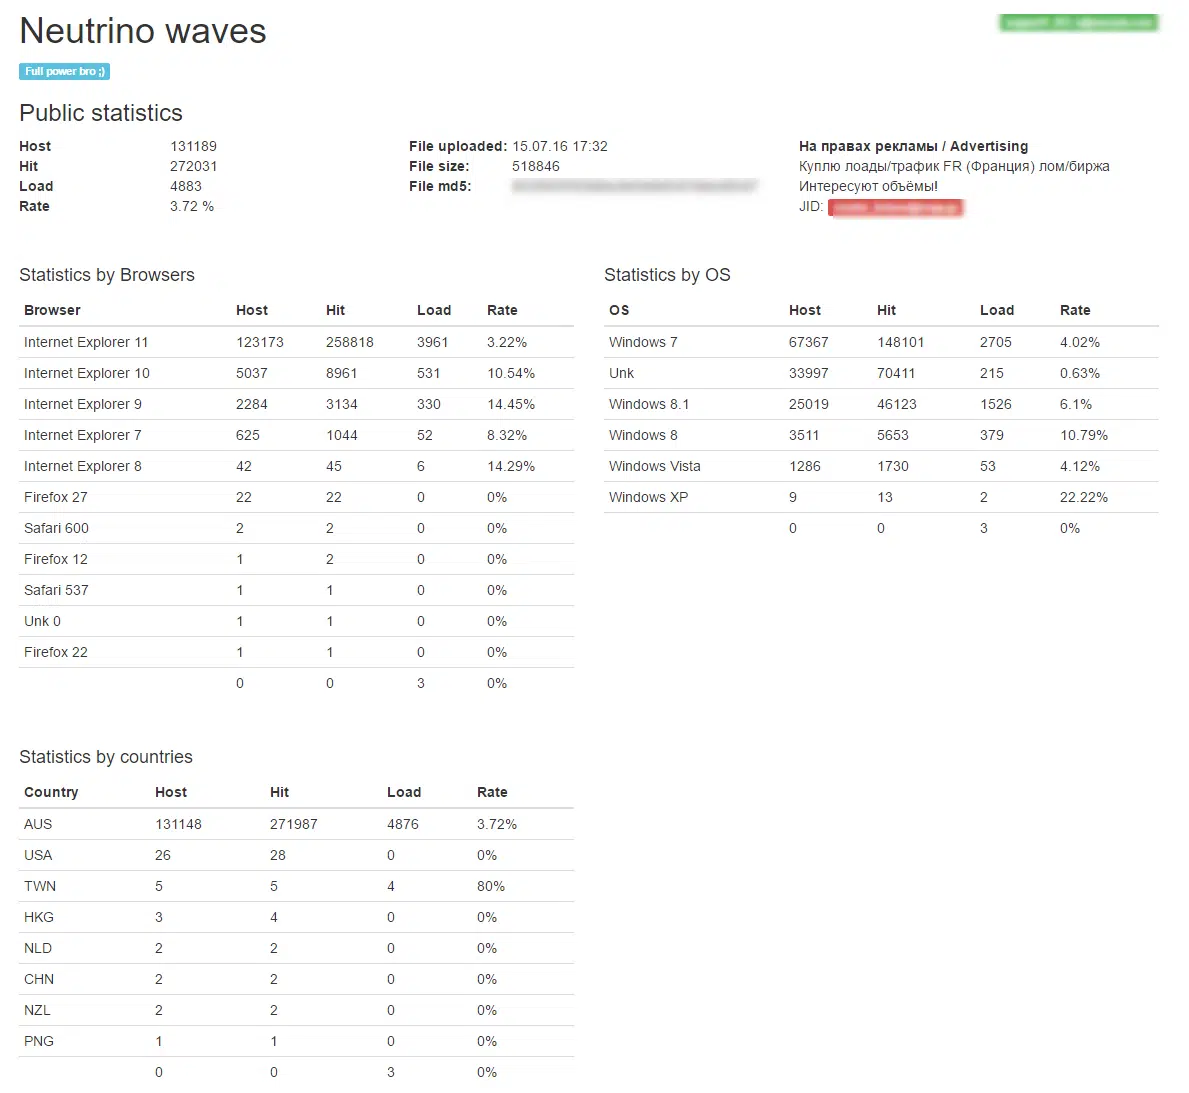 Neutrino waves
Full power bro ;)
Public statistics
Host 131189
Hit 272031
Load 4883
Rate 3.72 %
File uploaded: 15.07.16 17:32
File size: 518846
File md5:
На правах рекламы / Advertising
Куплю лоады/трафик FR (Франция) лом/биржа
Интересуют объёмы!
JID:
Statistics by Browsers
Browser Host Hit Load Rate
Internet Explorer 11 123173 258818 3961 3.22%
Internet Explorer 10 5037 8961 531 10.54%
Internet Explorer 9 2284 3134 330 14.45%
Internet Explorer 7 625 1044 52 8.32%
Internet Explorer 8 42 45 6 14.29%
Firefox 27 22 22 0 0%
Safari 600 2 2 0 0%
Firefox 12 1 2 0 0%
Safari 537 1 1 0 0%
Unk 0 1 1 0 0%
Firefox 22 1 1 0 0%
0 0 3 0%
Statistics by OS
OS Host Hit Load Rate
Windows 7 67367 148101 2705 4.02%
Unk 33997 70411 215 0.63%
Windows 8.1 25019 46123 1526 6.1%
Windows 8 3511 5653 379 10.79%
Windows Vista 1286 1730 53 4.12%
Windows XP 9 13 2 22.22%
0 0 3 0%
Statistics by countries
Country Host Hit Load Rate
AUS 131148 271987 4876 3.72%
USA 26 28 0 0%
TWN 5 5 4 80%
HKG 3 4 0 0%
NLD 2 2 0 0%
CHN 2 2 0 0%
NZL 2 2 0 0%
PNG 1 1 0 0%
0 0 3 0%